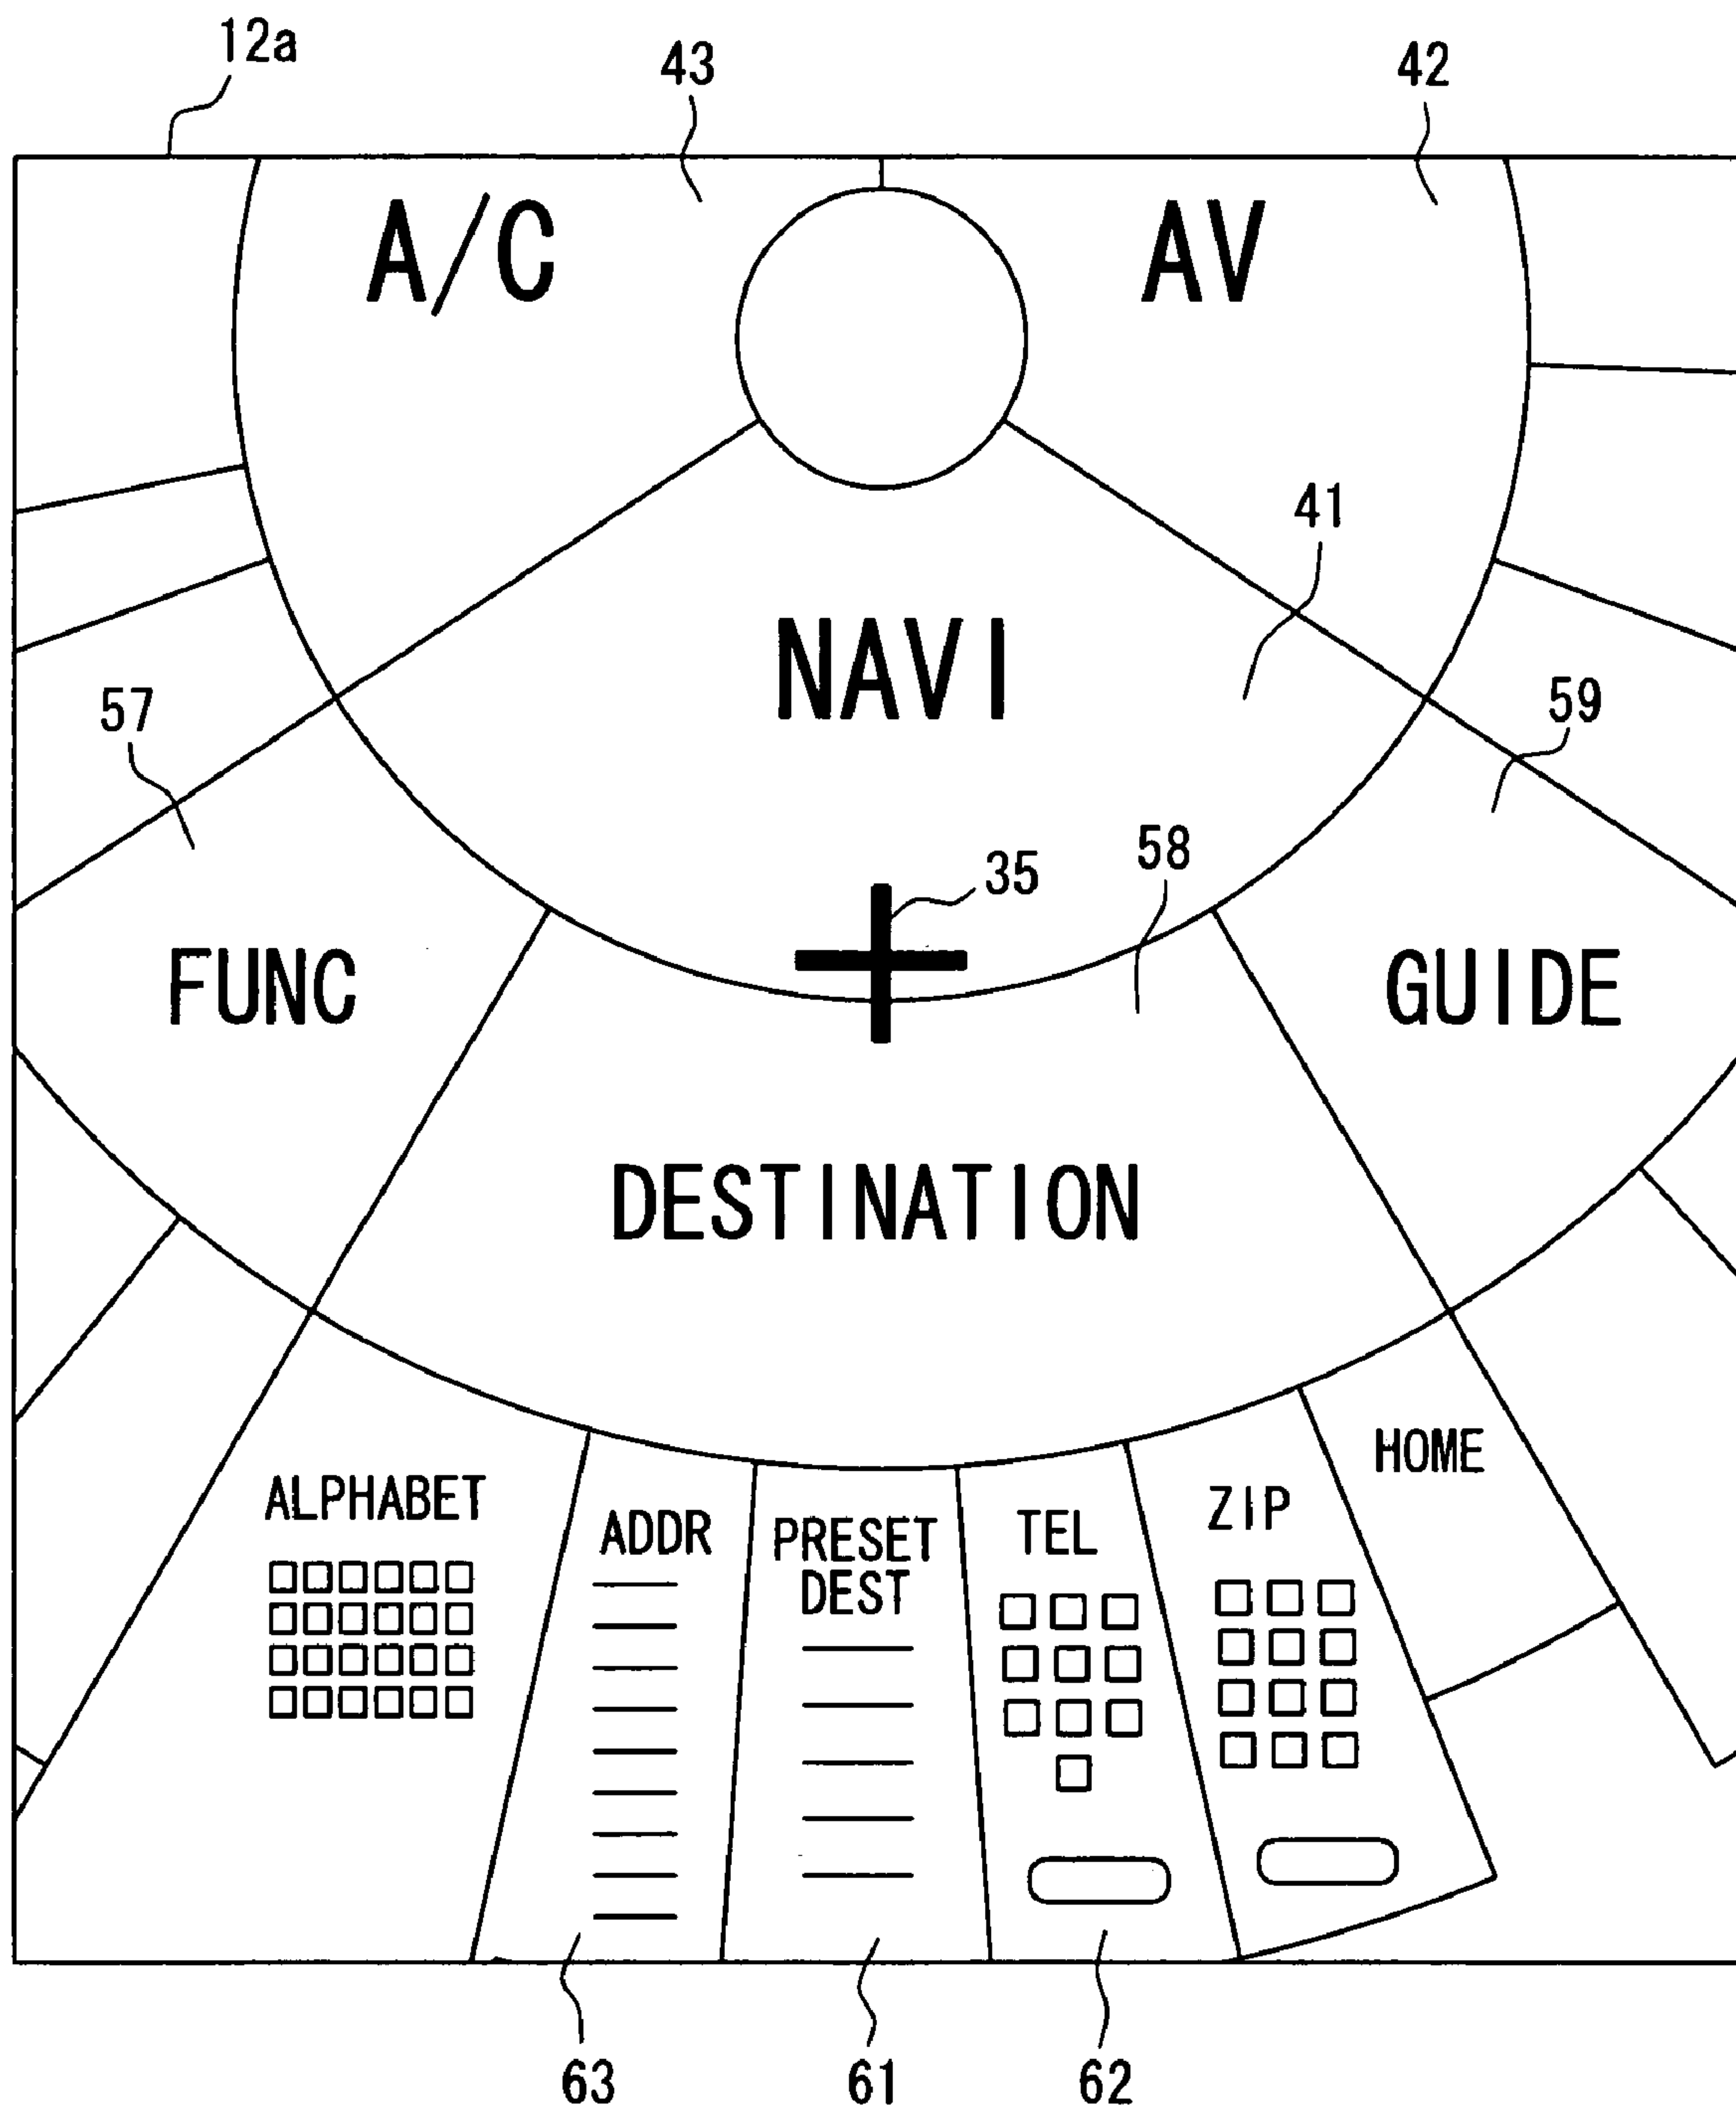 12a
43
42
A/C
AV
41
NAVI
57
59
58
35
FUNC
GUIDE
DESTINATION
HOME
ALPHABET
ZIP
ADDR
PRESET
DEST
TEL
63
61
62